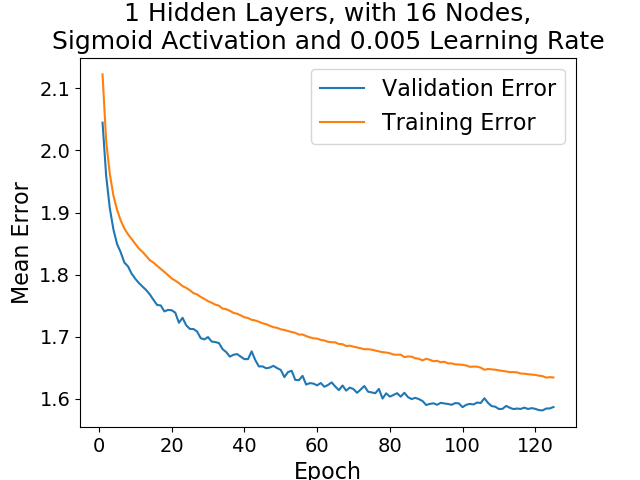 1 Hidden Layers, with 16 Nodes,
Sigmoid Activation and 0.005 Learning Rate
Validation Error
Training Error
Mean Error
2.1
2.0
1.9
1.8
1.7
1.6
0 20 40 60 80 100 120
Epoch